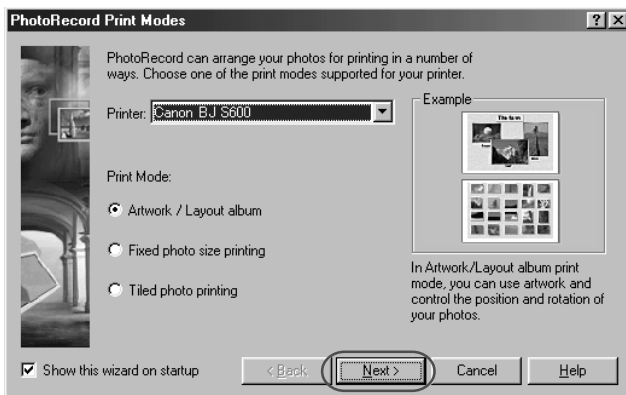 PhotoRecord Print Modes
PhotoRecord can arrange your photos for printing in a number of
ways. Choose one of the print modes supported for your printer.
Printer: Canon BJ S600
Example
Print Mode:
Artwork / Layout album
Fixed photo size printing
Tiled photo printing
In Artwork/Layout album print
mode, you can use artwork and
control the position and rotation of
your photos.
Show this wizard on startup
< Back
Next >
Cancel
Help